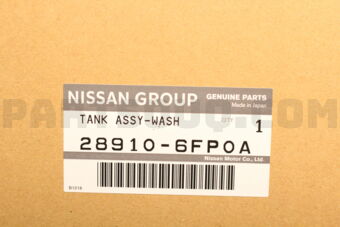 NISSAN GROUP
GENUINE PARTS
Made in Japan
TANK ASSY-WASH
QTY
1
28910-6FP0A
Nissan Motor Co., Ltd